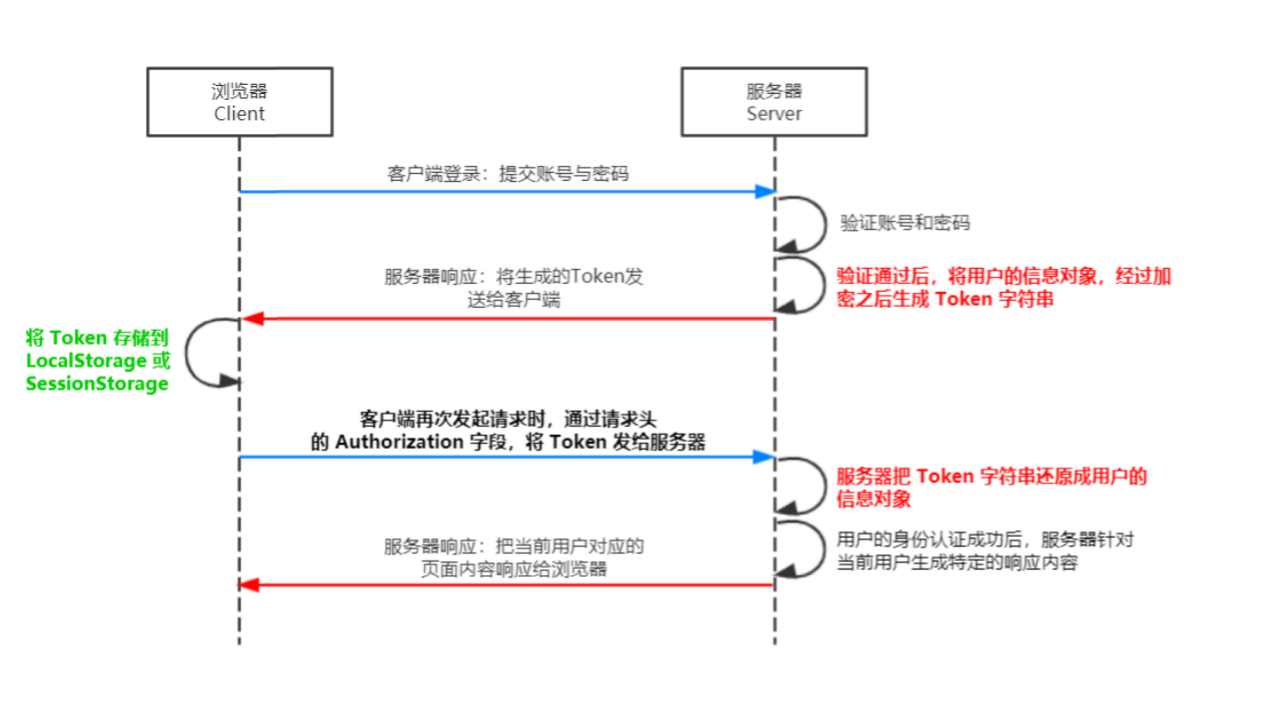 浏览器
Client
服务器
Server
客户端登录：提交账号与密码
验证账号和密码
验证通过后，将用户的信息对象，经过加
密之后生成 Token 字符串
服务器响应：将生成的Token发
送给客户端
将 Token 存储到
LocalStorage 或
SessionStorage
客户端再次发起请求时，通过请求头
的 Authorization 字段，将 Token 发给服务器
服务器把 Token 字符串还原成用户的
信息对象
用户的身份认证成功后，服务器针对
当前用户生成特定的响应内容
服务器响应：把当前用户对应的
页面内容响应给浏览器